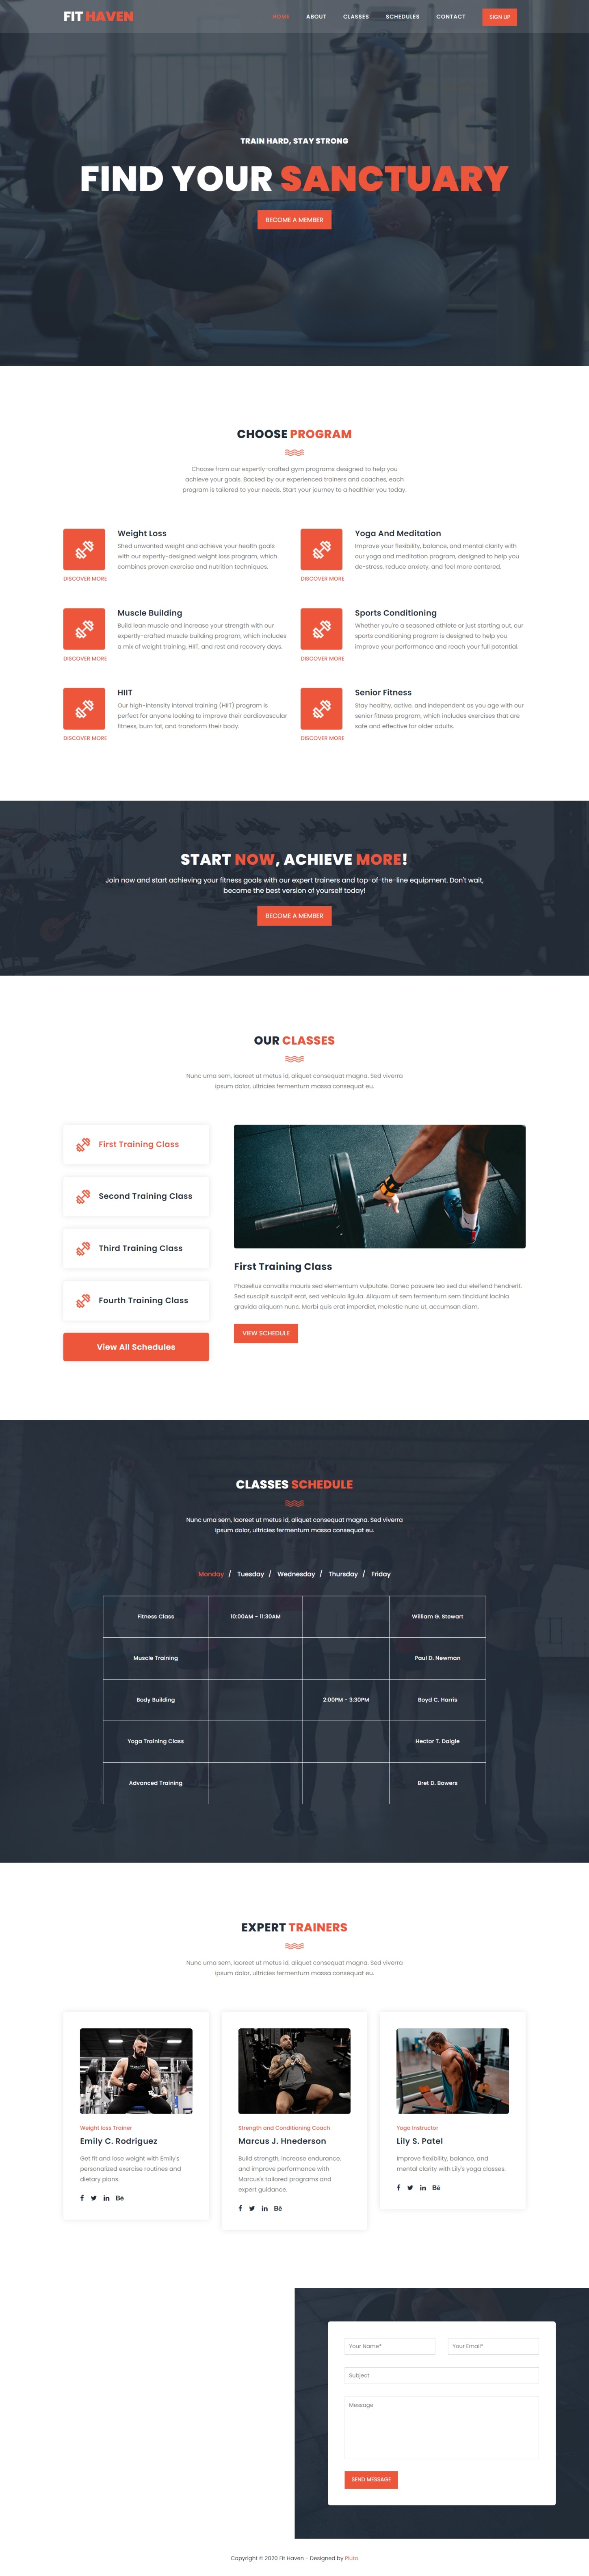 FIT HAVEN
HOME ABOUT CLASSES SCHEDULES CONTACT SIGN UP
TRAIN HARD, STAY STRONG
FIND YOUR SANCTUARY
BECOME A MEMBER
CHOOSE PROGRAM
Choose from our expertly-crafted gym programs designed to help you
achieve your goals. Backed by our experienced trainers and coaches, each
program is tailored to your needs. Start your journey to a healthier you today.
Weight Loss
Shed unwanted weight and achieve your health goals
with our expertly-designed weight loss program, which
combines proven exercise and nutrition techniques.
DISCOVER MORE
Yoga And Meditation
Improve your flexibility, balance, and mental clarity with
our yoga and meditation program, designed to help you
de-stress, reduce anxiety, and feel more centered.
DISCOVER MORE
Muscle Building
Build lean muscle and increase your strength with our
expertly-crafted muscle building program, which includes
a mix of weight training, HIIT, and rest and recovery days.
DISCOVER MORE
Sports Conditioning
Whether you're a seasoned athlete or just starting out, our
sports conditioning program is designed to help you
improve your performance and reach your full potential.
DISCOVER MORE
HIIT
Our high-intensity interval training (HIIT) program is
perfect for anyone looking to improve their cardiovascular
fitness, burn fat, and transform their body.
DISCOVER MORE
Senior Fitness
Stay healthy, active, and independent as you age with our
senior fitness program, which includes exercises that are
safe and effective for older adults.
DISCOVER MORE
START NOW, ACHIEVE MORE!
Join now and start achieving your fitness goals with our expert trainers and top-of-the-line equipment. Don't wait,
become the best version of yourself today!
BECOME A MEMBER
OUR CLASSES
Nunc urna sem, laoreet ut metus id, aliquet consequat magna. Sed viverra
ipsum dolor, ultricies fermentum massa consequat eu.
First Training Class
Second Training Class
Third Training Class
Fourth Training Class
View All Schedules
First Training Class
Phasellus convallis mauris sed elementum vulputate. Donec posuere leo sed dui eleifend hendrerit.
Sed suscipit suscipit erat, sed vehicula ligula. Aliquam ut sem fermentum sem tincidunt lacinia
gravida aliquam nunc. Morbi quis erat imperdiet, molestie nunc ut, accumsan diam.
VIEW SCHEDULE
CLASSES SCHEDULE
Nunc urna sem, laoreet ut metus id, aliquet consequat magna. Sed viverra
ipsum dolor, ultricies fermentum massa consequat eu.
Monday / Tuesday / Wednesday / Thursday / Friday
Fitness Class 10:00AM - 11:30AM William G. Stewart
Muscle Training Paul D. Newman
Body Building 2:00PM - 3:30PM Boyd C. Harris
Yoga Training Class Hector T. Daigle
Advanced Training Bret D. Bowers
EXPERT TRAINERS
Nunc urna sem, laoreet ut metus id, aliquet consequat magna. Sed viverra
ipsum dolor, ultricies fermentum massa consequat eu.
Weight loss Trainer
Emily C. Rodriguez
Get fit and lose weight with Emily's
personalized exercise routines and
dietary plans.
Bē
Strength and Conditioning Coach
Marcus J. Hnederson
Build strength, increase endurance,
and improve performance with
Marcus's tailored programs and
expert guidance.
Bē
Yoga Instructor
Lily S. Patel
Improve flexibility, balance, and
mental clarity with Lily's yoga classes.
Bē
Your Name*
Your Email*
Subject
Message
SEND MESSAGE
Copyright © 2020 Fit Haven - Designed by Pluto